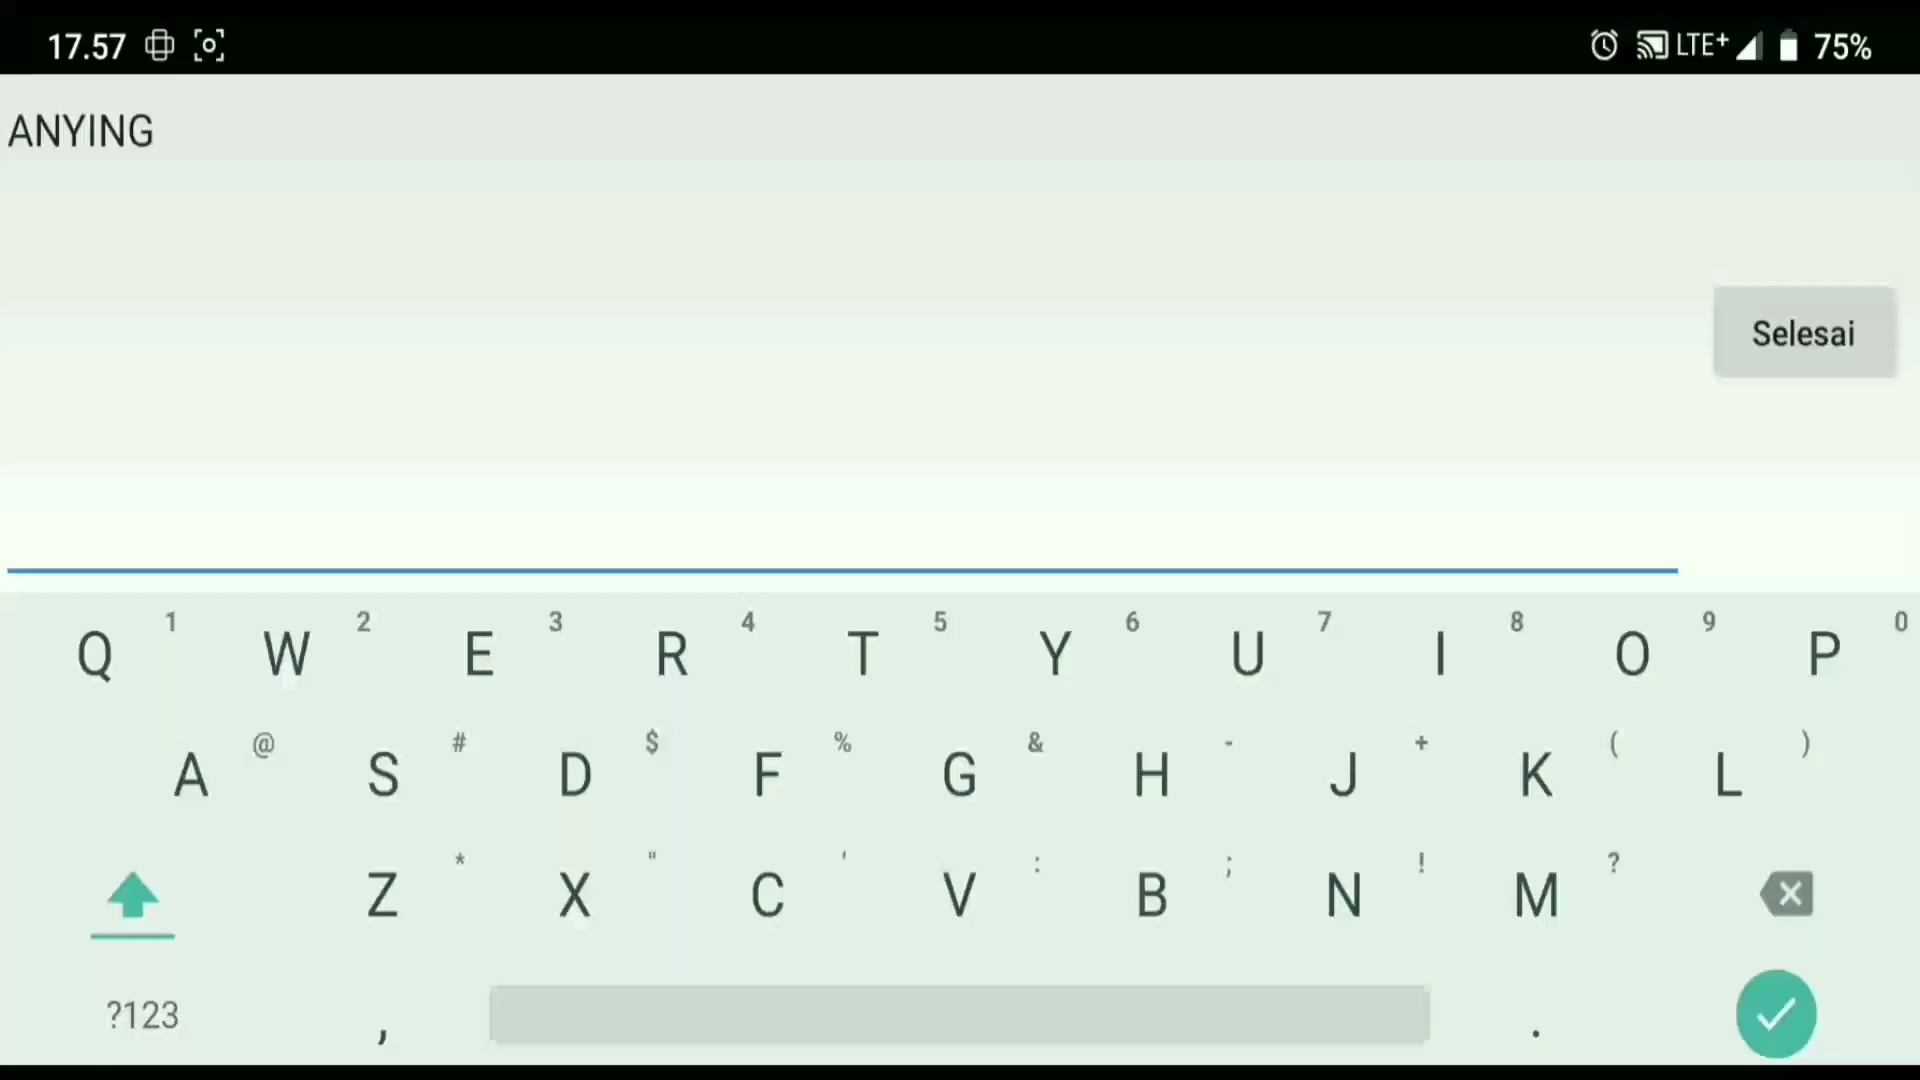 17.57 LTE+ 75%
ANYING
Selesai
Q 1 W 2 E 3 R 4 T 5 Y 6 U 7 I 8 O 9 P 0
A @ S # D $ F % G & H - J + K ( L )
Z * X " C ' V : B ; N ! M ?
?123 , .